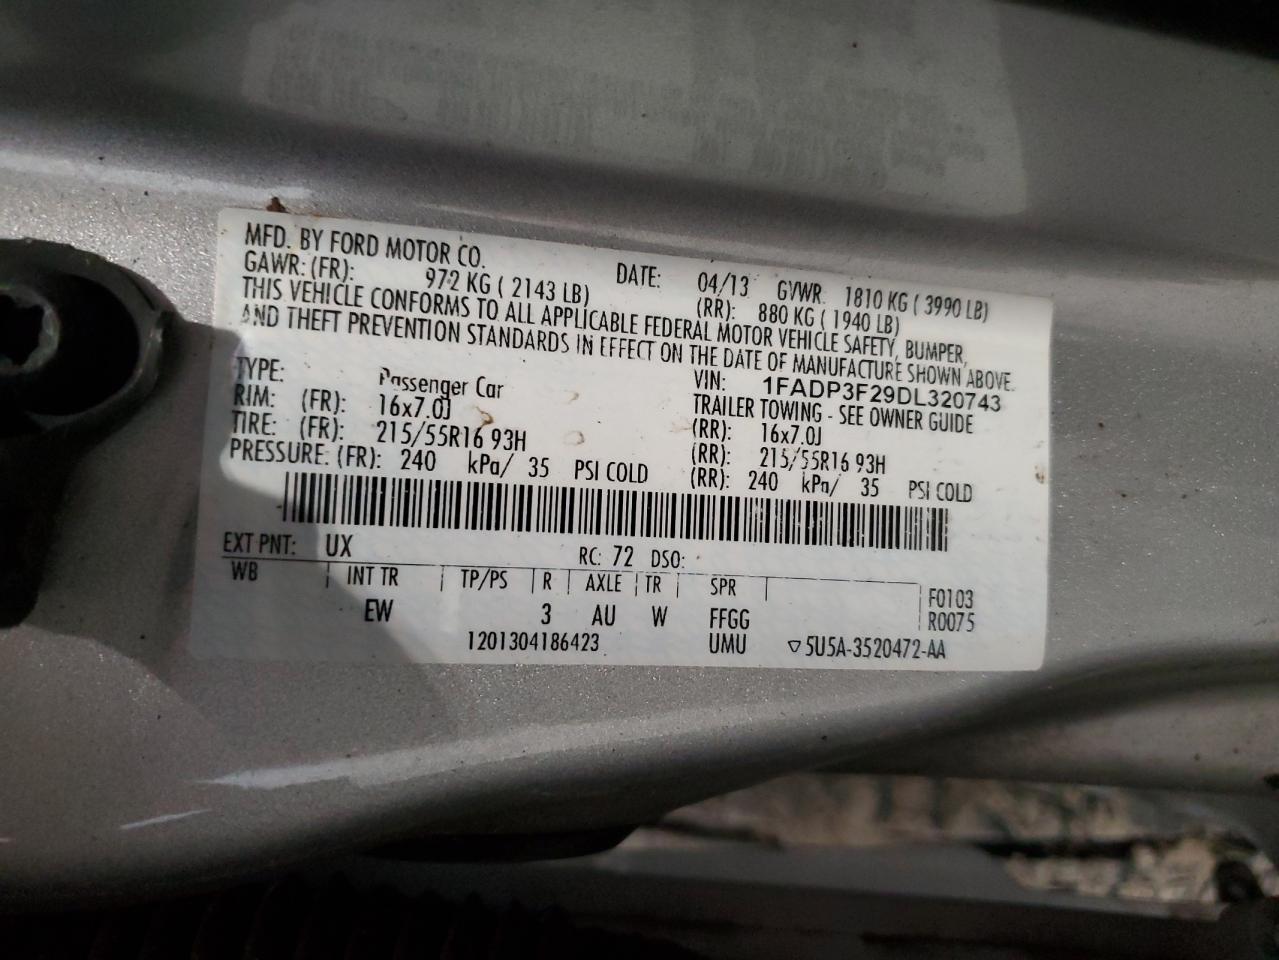 MFD. BY FORD MOTOR CO. DATE: 04/13 GVWR. 1810 KG ( 3990 LB)
GAWR: (FR): 972 KG ( 2143 LB) (RR): 880 KG ( 1940 LB)
THIS VEHICLE CONFORMS TO ALL APPLICABLE FEDERAL MOTOR VEHICLE SAFETY, BUMPER,
AND THEFT PREVENTION STANDARDS IN EFFECT ON THE DATE OF MANUFACTURE SHOWN ABOVE.
VIN: 1FADP3F29DL320743
TYPE: Passenger Car TRAILER TOWING - SEE OWNER GUIDE
RIM: (FR): 16x7.0J (RR): 16x7.0J
TIRE: (FR): 215/55R16 93H (RR): 215/55R16 93H
PRESSURE: (FR): 240 kPa/ 35 PSI COLD (RR): 240 kPa/ 35 PSI COLD
EXT PNT: UX RC: 72 DSO:
WB INT TR TP/PS R AXLE TR SPR F0103
EW 3 AU W FFGG R0075
1201304186423 UMU ▽5U5A-3520472-AA